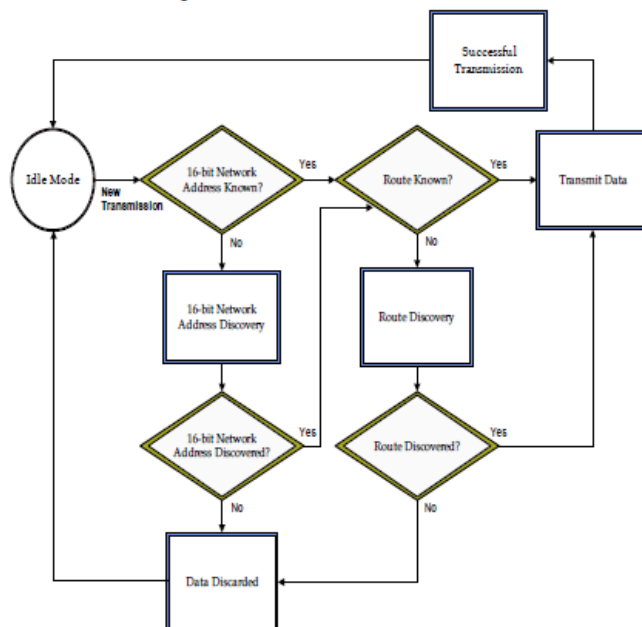 Successful
Transmission
Idle Mode
New
Transmission
16-bit Network
Address Known?
Yes
Route Known?
Yes
Transmit Data
No
No
16-bit Network
Address Discovery
Route Discovery
16-bit Network
Address Discovered?
Yes
Route Discovered?
Yes
No
No
Data Discarded